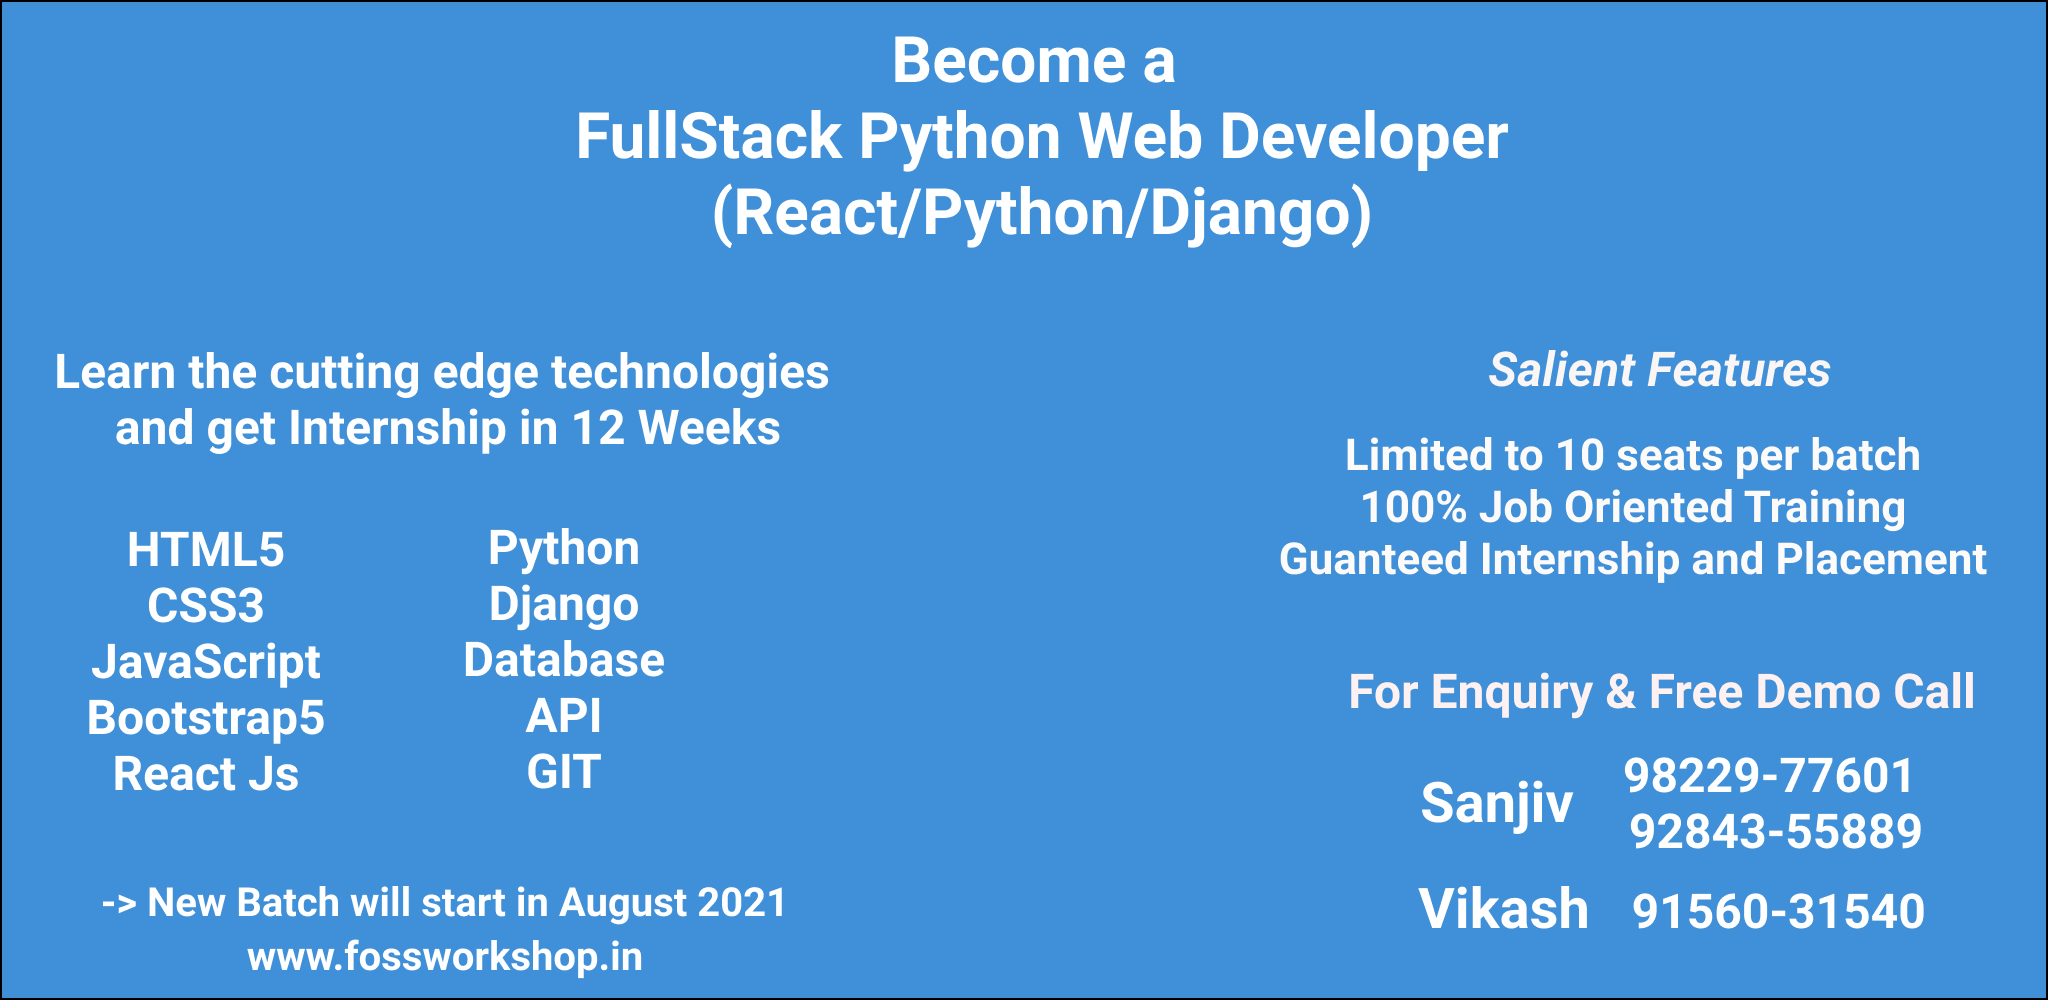 Become a
FullStack Python Web Developer
(React/Python/Django)
Learn the cutting edge technologies
and get Internship in 12 Weeks
HTML5
CSS3
JavaScript
Bootstrap5
React Js
Python
Django
Database
API
GIT
-> New Batch will start in August 2021
www.fossworkshop.in
Salient Features
Limited to 10 seats per batch
100% Job Oriented Training
Guanteed Internship and Placement
For Enquiry & Free Demo Call
Sanjiv 98229-77601
92843-55889
Vikash 91560-31540